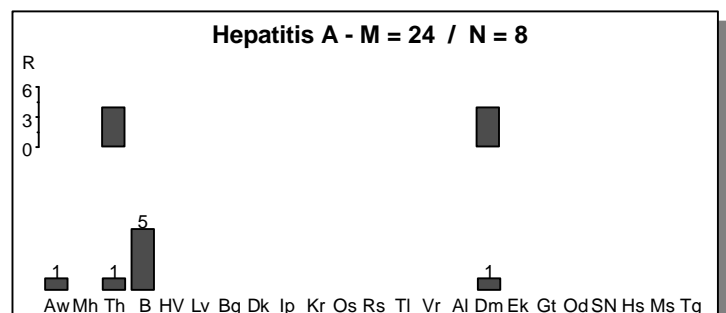 Hepatitis A - M = 24 / N = 8
R
6
3
0
5
1 1 1
Aw Mh Th B HV Lv Bg Dk Ip Kr Os Rs Tl Vr Al Dm Ek Gt Od SN Hs Ms Tg